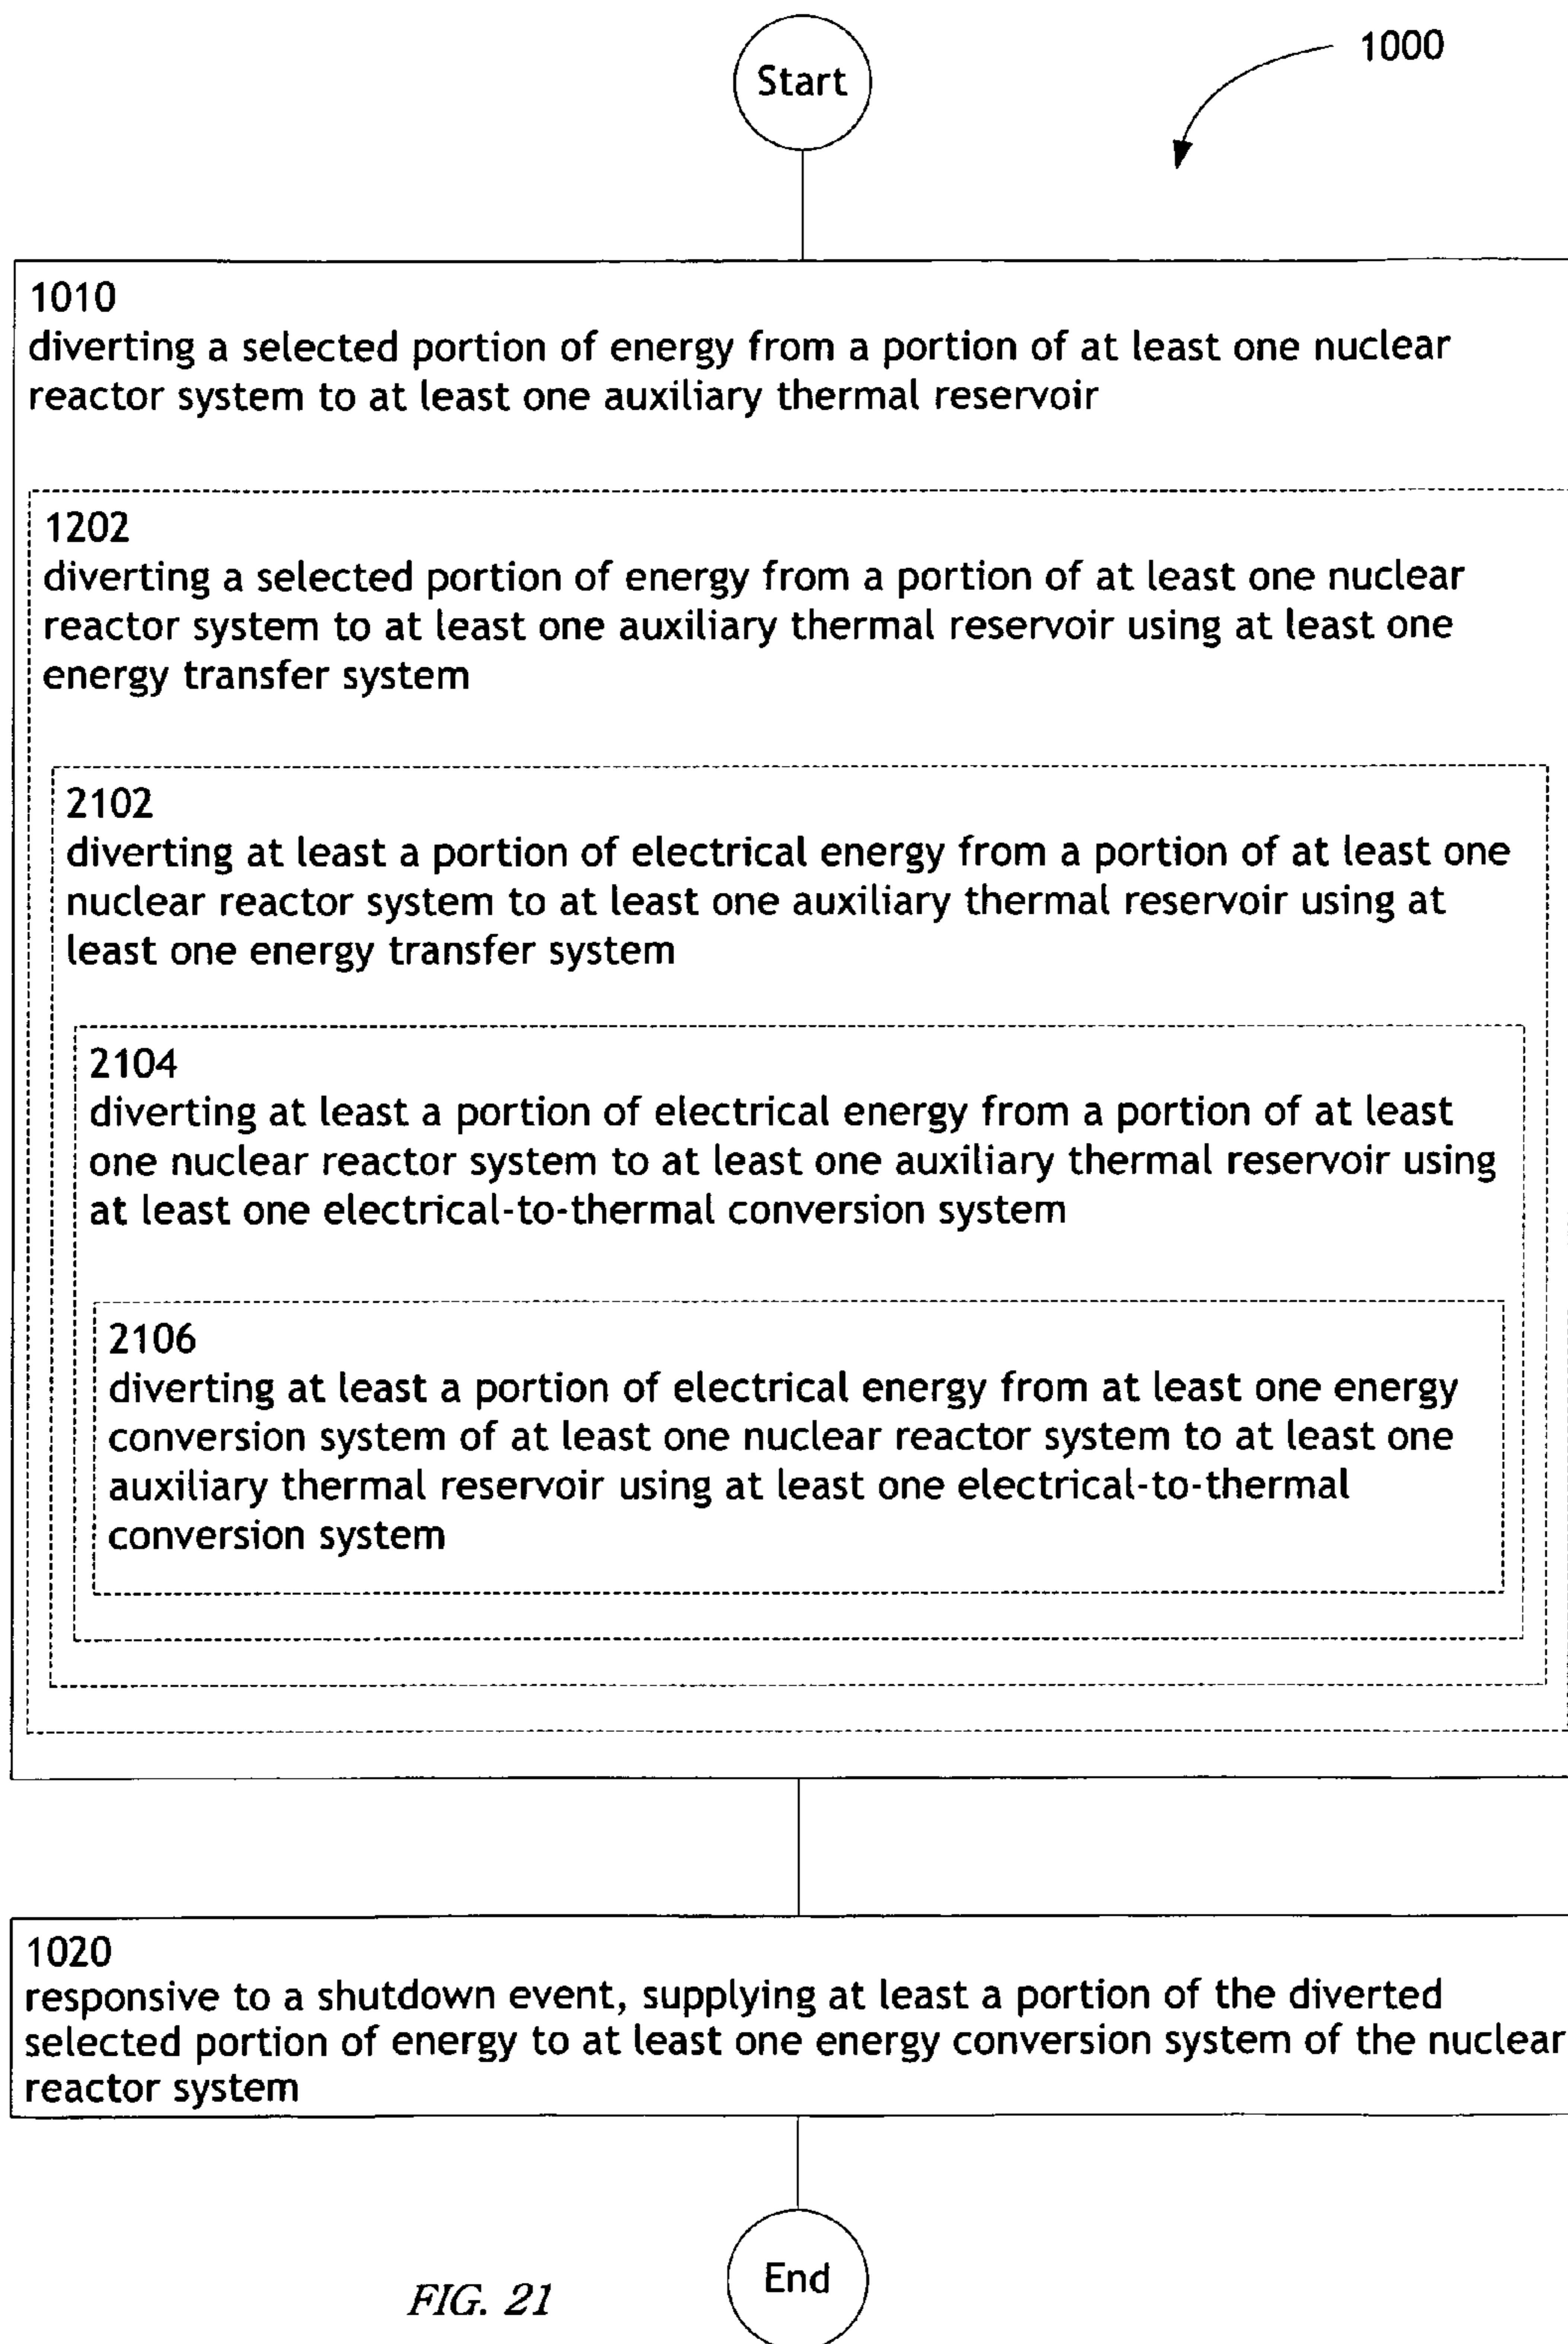 Start
1000
1010
diverting a selected portion of energy from a portion of at least one nuclear
reactor system to at least one auxiliary thermal reservoir
1202
diverting a selected portion of energy from a portion of at least one nuclear
reactor system to at least one auxiliary thermal reservoir using at least one
energy transfer system
2102
diverting at least a portion of electrical energy from a portion of at least one
nuclear reactor system to at least one auxiliary thermal reservoir using at
least one energy transfer system
2104
diverting at least a portion of electrical energy from a portion of at least
one nuclear reactor system to at least one auxiliary thermal reservoir using
at least one electrical-to-thermal conversion system
2106
diverting at least a portion of electrical energy from at least one energy
conversion system of at least one nuclear reactor system to at least one
auxiliary thermal reservoir using at least one electrical-to-thermal
conversion system
1020
responsive to a shutdown event, supplying at least a portion of the diverted
selected portion of energy to at least one energy conversion system of the nuclear
reactor system
End
FIG. 21